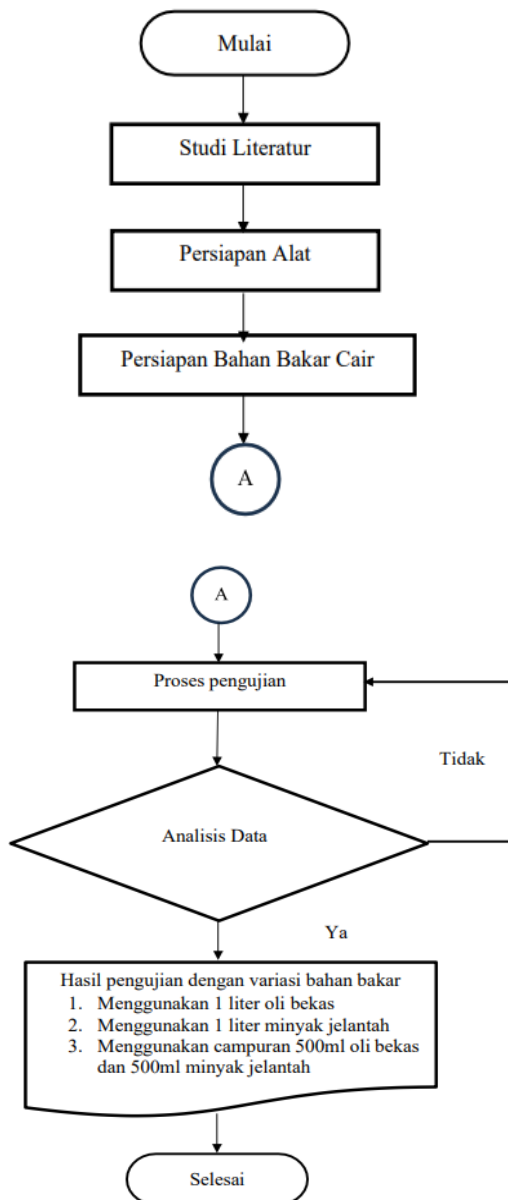 Mulai
Studi Literatur
Persiapan Alat
Persiapan Bahan Bakar Cair
A
A
Proses pengujian
Tidak
Analisis Data
Ya
Hasil pengujian dengan variasi bahan bakar
1. Menggunakan 1 liter oli bekas
2. Menggunakan 1 liter minyak jelantah
3. Menggunakan campuran 500ml oli bekas
dan 500ml minyak jelantah
Selesai